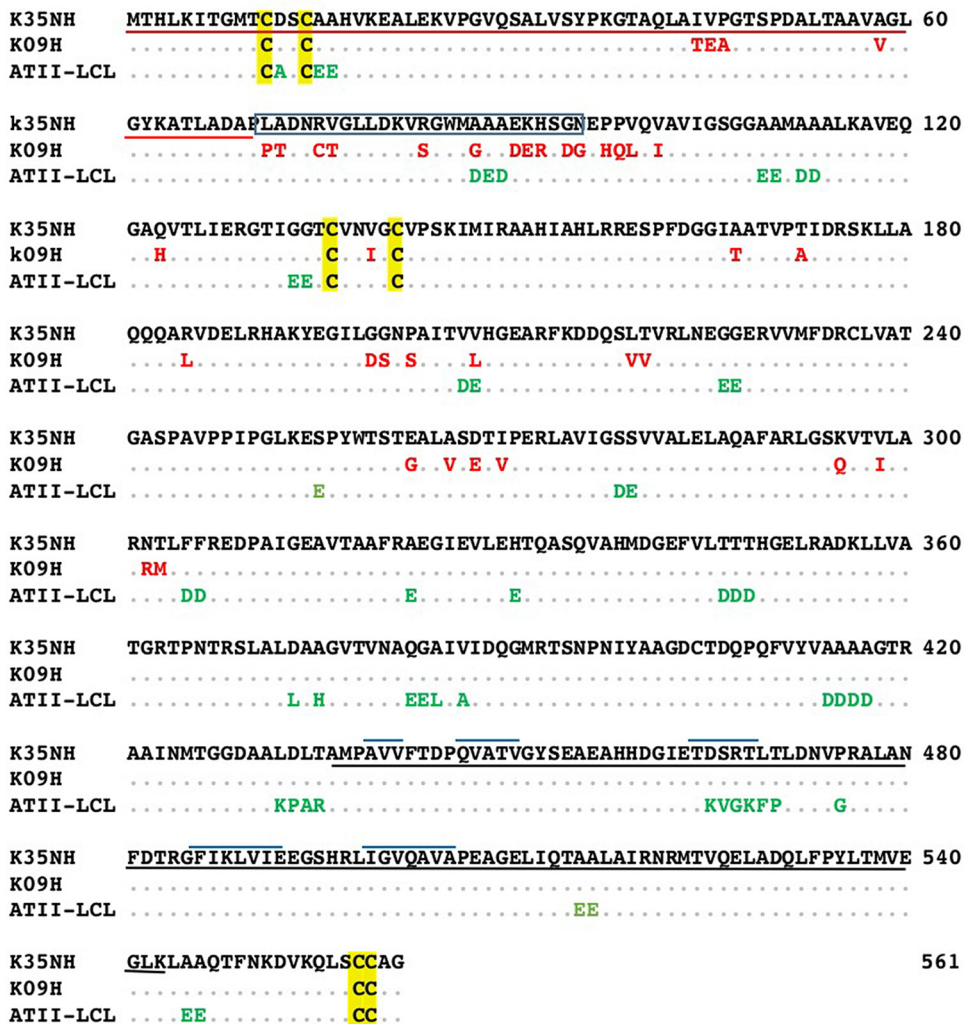 K35NH MTHLKITGMTCDSCAAHVKEALEKVPGVQSALVSYPKGTAQLAIVPGTSPDALTAAVAGL 60
K09H ..........C..C.............................TEA...........V..
ATII-LCL ..........CA.CEE............................................
k35NH GYKATLADAPLADNRVGLLDKVRGWMAAAEKHSGNEPPVQVAVIGSGGAAMAAALKAVEQ 120
K09H ..........PT..CT......S...G..DER.DG.HQL.I...................
ATII-LCL ..........................DED...................EE.DD.......
K35NH GAQVTLIERGTIGGTCVNVGCVPSKIMIRAAHIAHLRRESPFDGGIAATVPTIDRSKLLA 180
k09H ..H............C..I.C.........................T....A........
ATII-LCL ............EE.C....C.......................................
K35NH QQQARVDELRHAKYEGILGGNPAITVVHGEARFKDDQSLTVRLNEGGERVVMFDRCLVAT 240
K09H ....L.............DS.S....L...........VV....................
ATII-LCL .........................DE..................EE.............
K35NH GASPAVPPIPGLKESPYWTSTEALASDTIPERLAVIGSSVVALELAQAFARLGSKVTVLA 300
K09H .....................G..V.E.V.........................Q..I..
ATII-LCL ..............E......................DE.....................
K35NH RNTLFFREDPAIGEAVTAAFRAEGIEVLEHTQASQVAHMDGEFVLTTTHGELRADKLLVA 360
K09H .RM.........................................................
ATII-LCL ....DD...............E.......E...............DDD............
K35NH TGRTPNTRSLALDAAGVTVNAQGAIVIDQGMRTSNPNIYAAGDCTDQPQFVYVAAAAGTR 420
K09H ............................................................
ATII-LCL ............L.H......EEL.A...........................DDDD...
K35NH AAINMTGGDAALDLTAMPAVVFTDPQVATVGYSEAEAHHDGIETDSRTLTLDNVPRALAN 480
K09H ............................................................
ATII-LCL ...........KPAR.............................KVGKFP....G.....
K35NH FDTRGFIKLVIEEGSHRLIGVQAVAPEAGELIQTAALAIRNRMTVQELADQLFPYLTMVE 540
K09H ............................................................
ATII-LCL ..................................EE........................
K35NH GLKLAAQTFNKDVKQLSCCAG 561
K09H .................CC..
ATII-LCL ....EE...........CC..